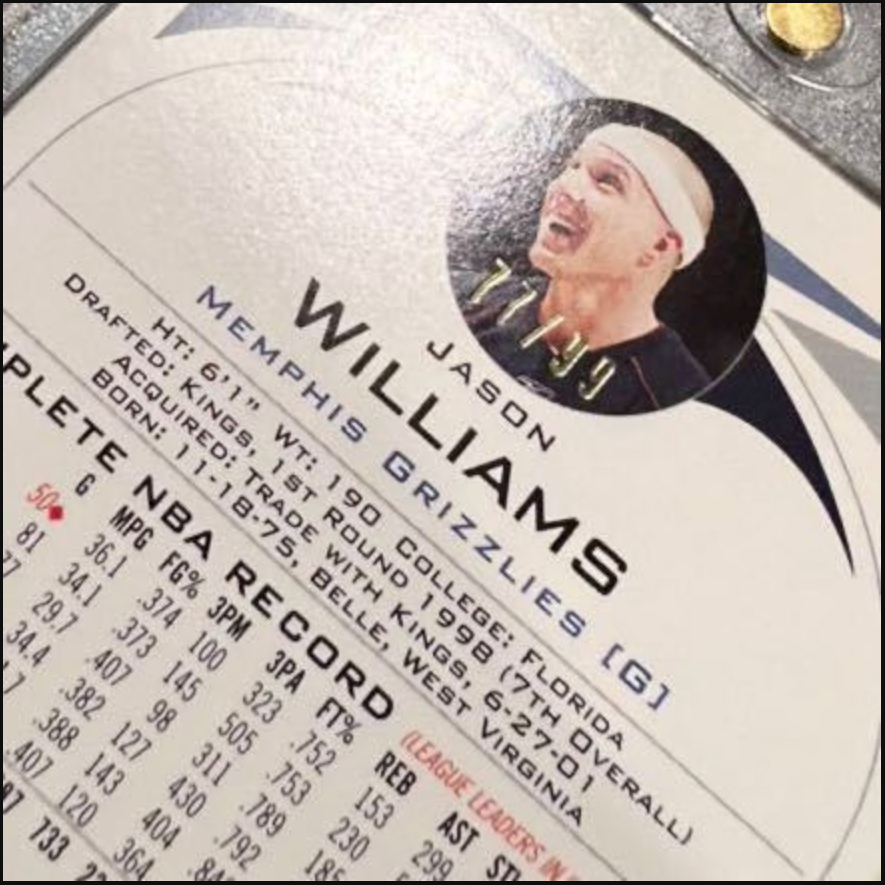 77/99
JASON
WILLIAMS
MEMPHIS GRIZZLIES [G]
HT: 6'1" WT: 190 COLLEGE: FLORIDA
DRAFTED: KINGS, 1ST ROUND 1998 (7TH OVERALL)
ACQUIRED: TRADE WITH KINGS, 6-27-01
BORN: 11-18-75, BELLE, WEST VIRGINIA
NBA RECORD (LEAGUE LEADERS IN
G MPG FG% 3PM 3PA FT% REB AST
50 36.1 .374 100 323 .752 153 299
81 34.1 .373 145 505 .753 230
77 29.7 .407 98 311 .789 185
34.4 .382 127 430 .792
.388 143 404
.407 120 364
733